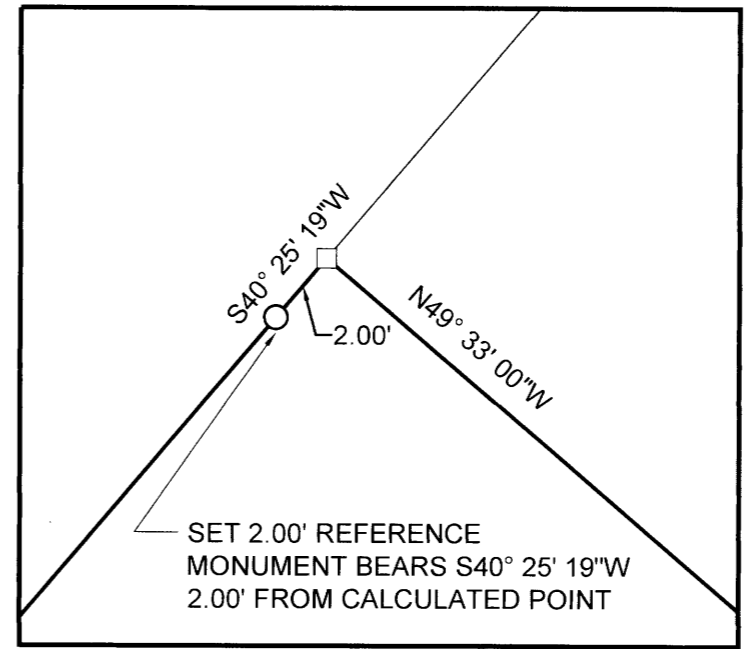 S40° 25' 19"W
N49° 33' 00"W
2.00'
SET 2.00' REFERENCE
MONUMENT BEARS S40° 25' 19"W
2.00' FROM CALCULATED POINT